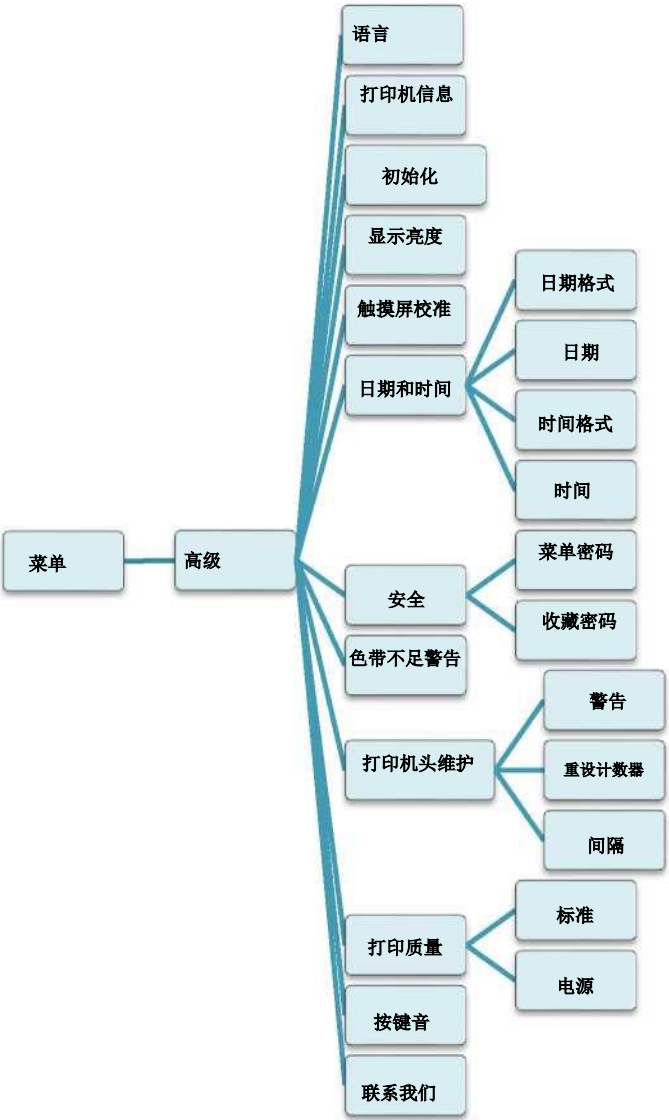 语言
打印机信息
初始化
显示亮度
触摸屏校准
日期和时间
日期格式
日期
时间格式
时间
菜单
高级
安全
菜单密码
收藏密码
色带不足警告
打印机头维护
警告
重设计数器
间隔
打印质量
标准
电源
按键音
联系我们